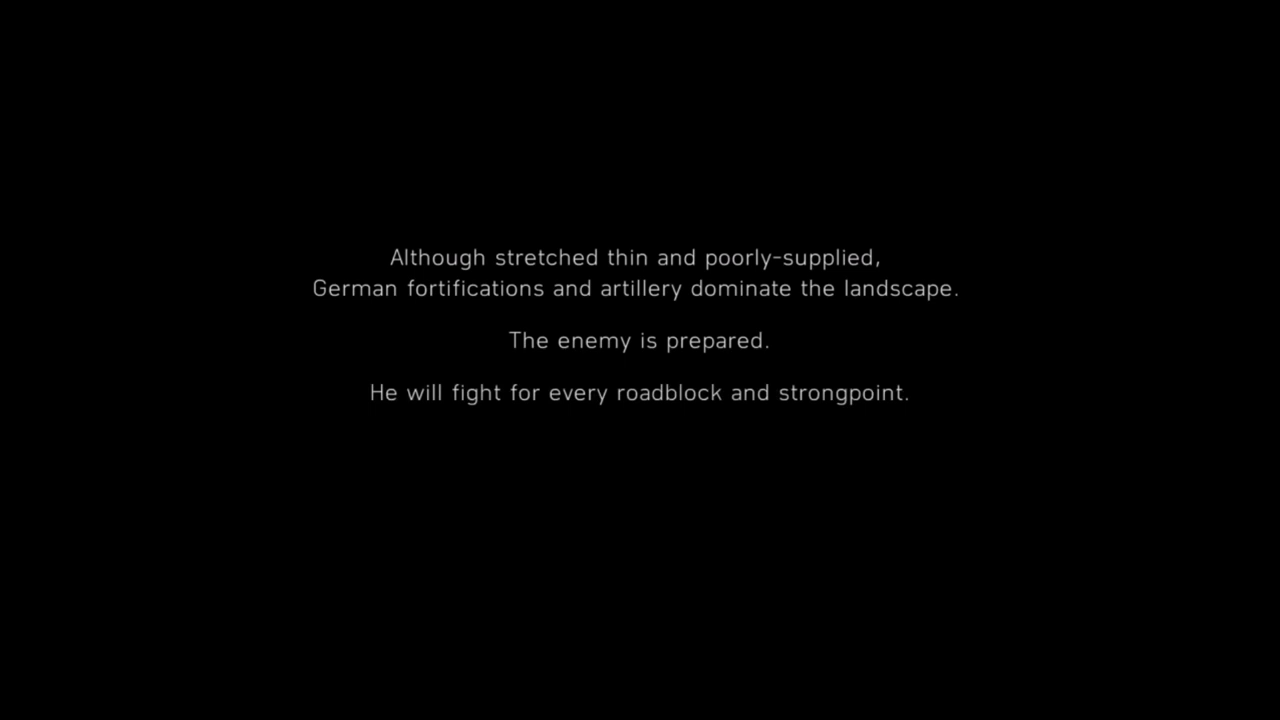 Although stretched thin and poorly-supplied,
German fortifications and artillery dominate the landscape.
The enemy is prepared.
He will fight for every roadblock and strongpoint.